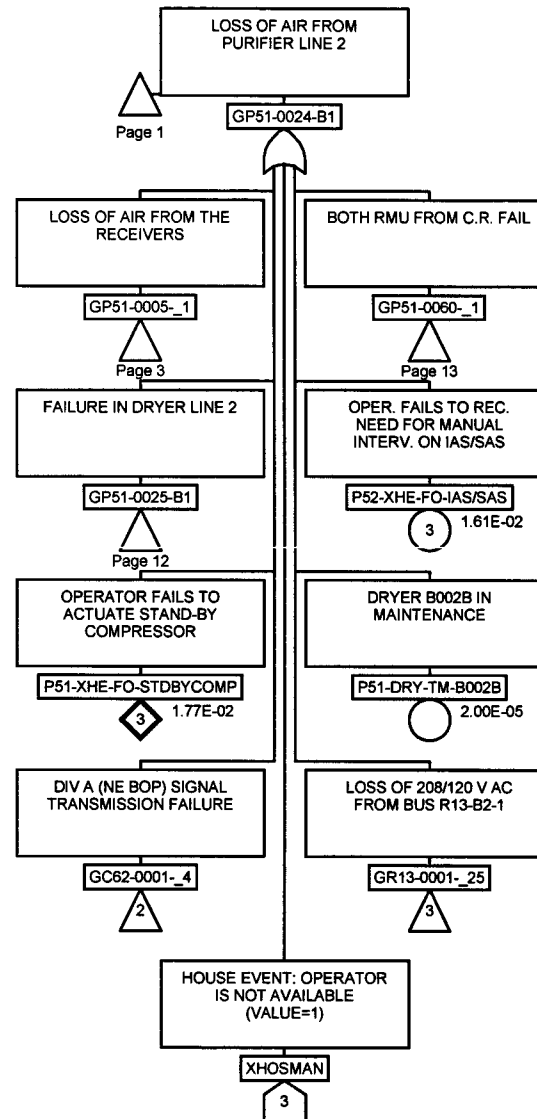 LOSS OF AIR FROM
PURIFIER LINE 2
Page 1
GP51-0024-B1
LOSS OF AIR FROM THE
RECEIVERS
GP51-0005-_1
Page 3
BOTH RMU FROM C.R. FAIL
GP51-0060-_1
Page 13
FAILURE IN DRYER LINE 2
GP51-0025-B1
Page 12
OPER. FAILS TO REC.
NEED FOR MANUAL
INTERV. ON IAS/SAS
P52-XHE-FO-IAS/SAS
3 1.61E-02
OPERATOR FAILS TO
ACTUATE STAND-BY
COMPRESSOR
P51-XHE-FO-STDBYCOMP
3 1.77E-02
DRYER B002B IN
MAINTENANCE
P51-DRY-TM-B002B
2.00E-05
DIV A (NE BOP) SIGNAL
TRANSMISSION FAILURE
GC62-0001-_4
2
LOSS OF 208/120 V AC
FROM BUS R13-B2-1
GR13-0001-_25
3
HOUSE EVENT: OPERATOR
IS NOT AVAILABLE
(VALUE=1)
XHOSMAN
3